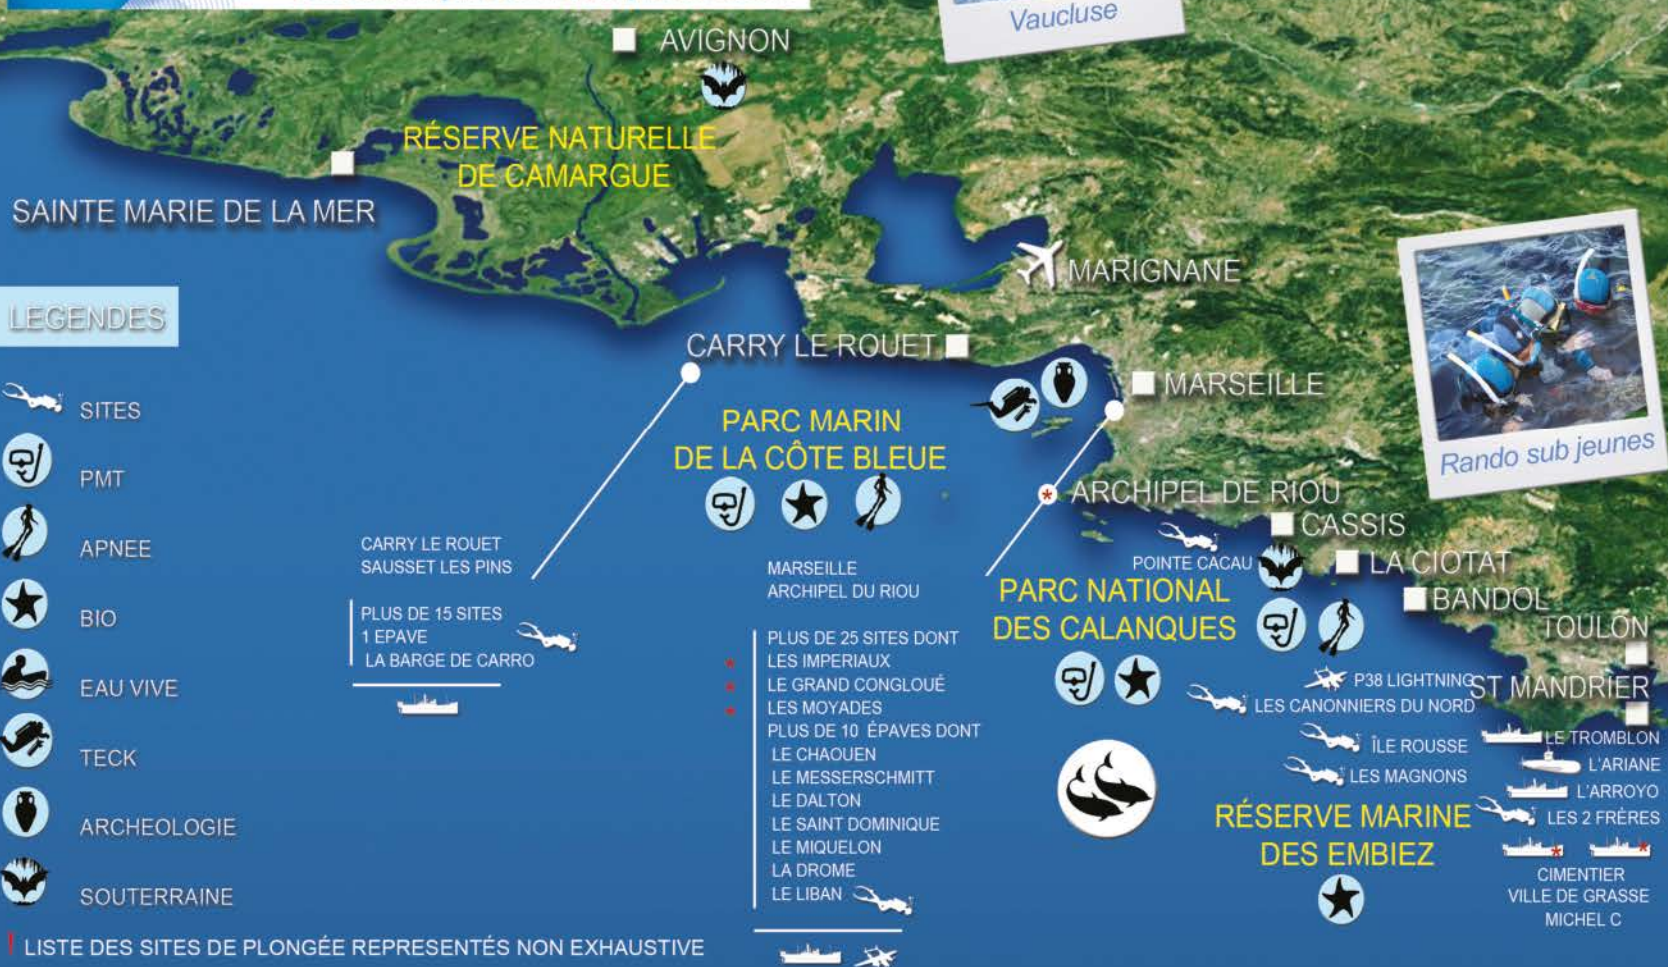 Vaucluse
AVIGNON
RÉSERVE NATURELLE
DE CAMARGUE
SAINTE MARIE DE LA MER
MARIGNANE
LEGENDES
CARRY LE ROUET
MARSEILLE
Rando sub jeunes
SITES
PMT
APNEE
BIO
EAU VIVE
TECK
ARCHEOLOGIE
SOUTERRAINE
PARC MARIN
DE LA CÔTE BLEUE
ARCHIPEL DE RIOU
CASSIS
POINTE CACAU
LA CIOTAT
BANDOL
TOULON
ST MANDRIER
CARRY LE ROUET
SAUSSET LES PINS
PLUS DE 15 SITES
1 EPAVE
LA BARGE DE CARRO
MARSEILLE
ARCHIPEL DU RIOU
PLUS DE 25 SITES DONT
* LES IMPERIAUX
* LE GRAND CONGLOUÉ
* LES MOYADES
PLUS DE 10 ÉPAVES DONT
LE CHAOUEN
LE MESSERSCHMITT
LE DALTON
LE SAINT DOMINIQUE
LE MIQUELON
LA DROME
LE LIBAN
PARC NATIONAL
DES CALANQUES
P38 LIGHTNING
LES CANONNIERS DU NORD
ÎLE ROUSSE
LES MAGNONS
RÉSERVE MARINE
DES EMBIEZ
LE TROMBLON
L'ARIANE
L'ARROYO
LES 2 FRÈRES
CIMENTIER
VILLE DE GRASSE
MICHEL C
! LISTE DES SITES DE PLONGÉE REPRESENTÉS NON EXHAUSTIVE